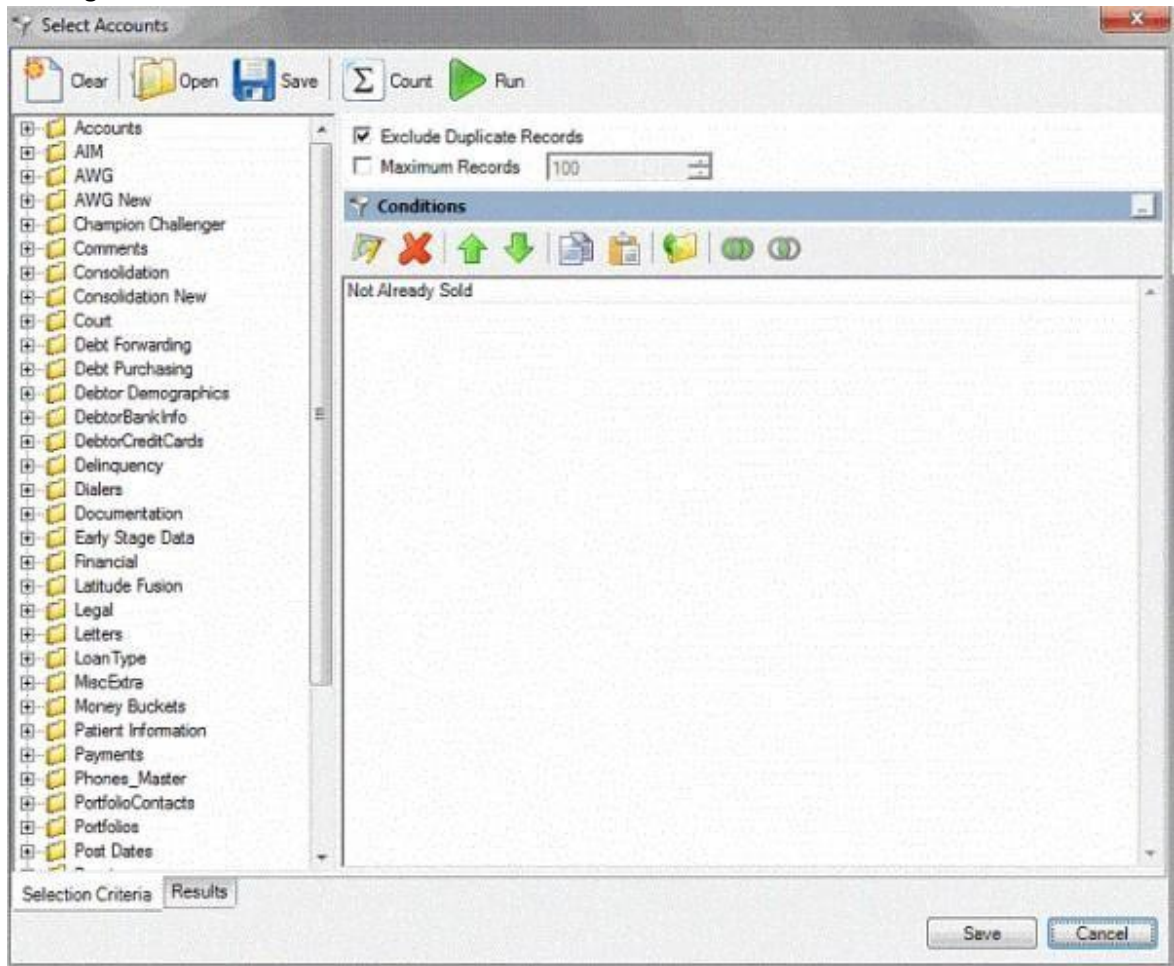 Select Accounts
Clear Open Save Count Run
Exclude Duplicate Records
Maximum Records 100
Conditions
Not Already Sold
Accounts
AIM
AWG
AWG New
Champion Challenger
Comments
Consolidation
Consolidation New
Court
Debt Forwarding
Debt Purchasing
Debtor Demographics
DebtorBankInfo
DebtorCreditCards
Delinquency
Dialers
Documentation
Early Stage Data
Financial
Latitude Fusion
Legal
Letters
LoanType
MiscExtra
Money Buckets
Patient Information
Payments
Phones_Master
PortfolioContacts
Portfolios
Post Dates
Selection Criteria Results
Save Cancel